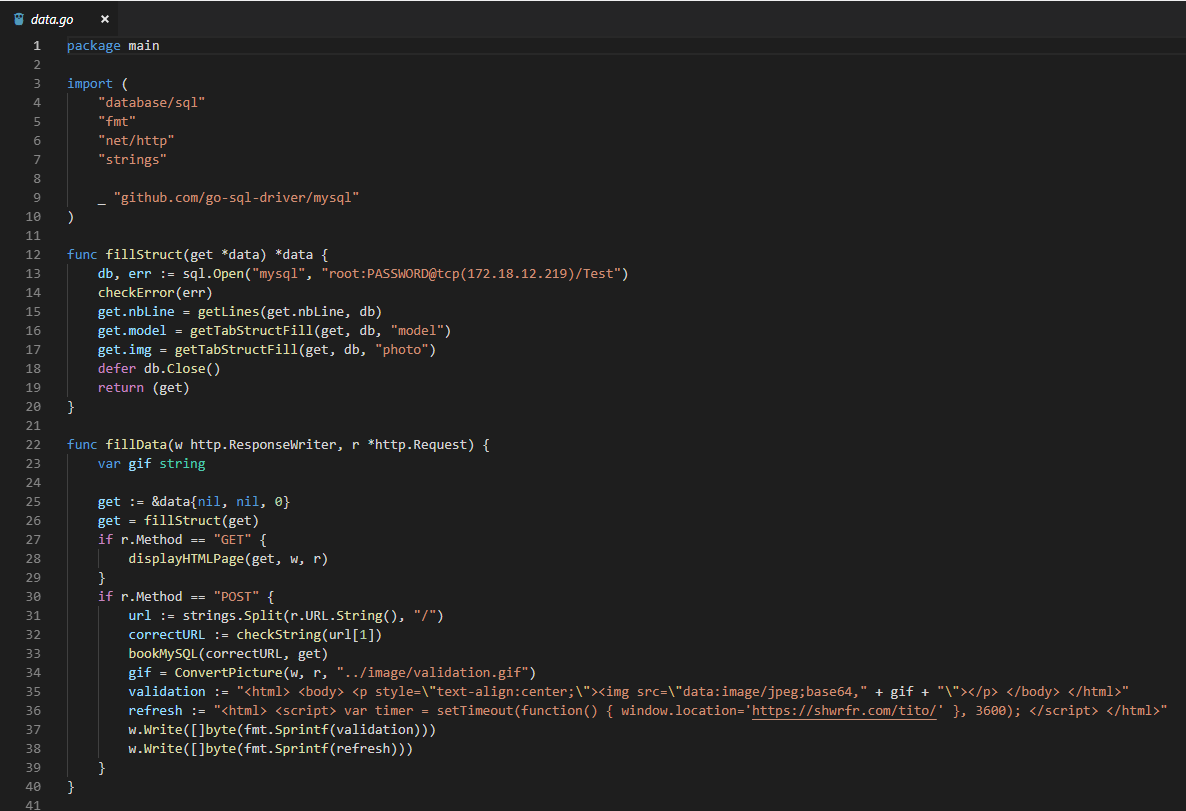 data.go ×
1 package main
2
3 import (
4     "database/sql"
5     "fmt"
6     "net/http"
7     "strings"
8
9     _ "github.com/go-sql-driver/mysql"
10 )
11
12 func fillStruct(get *data) *data {
13     db, err := sql.Open("mysql", "root:PASSWORD@tcp(172.18.12.219)/Test")
14     checkError(err)
15     get.nbLine = getLines(get.nbLine, db)
16     get.model = getTabStructFill(get, db, "model")
17     get.img = getTabStructFill(get, db, "photo")
18     defer db.Close()
19     return (get)
20 }
21
22 func fillData(w http.ResponseWriter, r *http.Request) {
23     var gif string
24
25     get := &data{nil, nil, 0}
26     get = fillStruct(get)
27     if r.Method == "GET" {
28         displayHTMLPage(get, w, r)
29     }
30     if r.Method == "POST" {
31         url := strings.Split(r.URL.String(), "/")
32         correctURL := checkString(url[1])
33         bookMySQL(correctURL, get)
34         gif = ConvertPicture(w, r, "../image/validation.gif")
35         validation := "<html> <body> <p style=\"text-align:center;\"><img src=\"data:image/jpeg;base64," + gif + "\"></p> </body> </html>"
36         refresh := "<html> <script> var timer = setTimeout(function() { window.location='https://shwrfr.com/tito/' }, 3600); </script> </html>"
37         w.Write([]byte(fmt.Sprintf(validation)))
38         w.Write([]byte(fmt.Sprintf(refresh)))
39     }
40 }
41